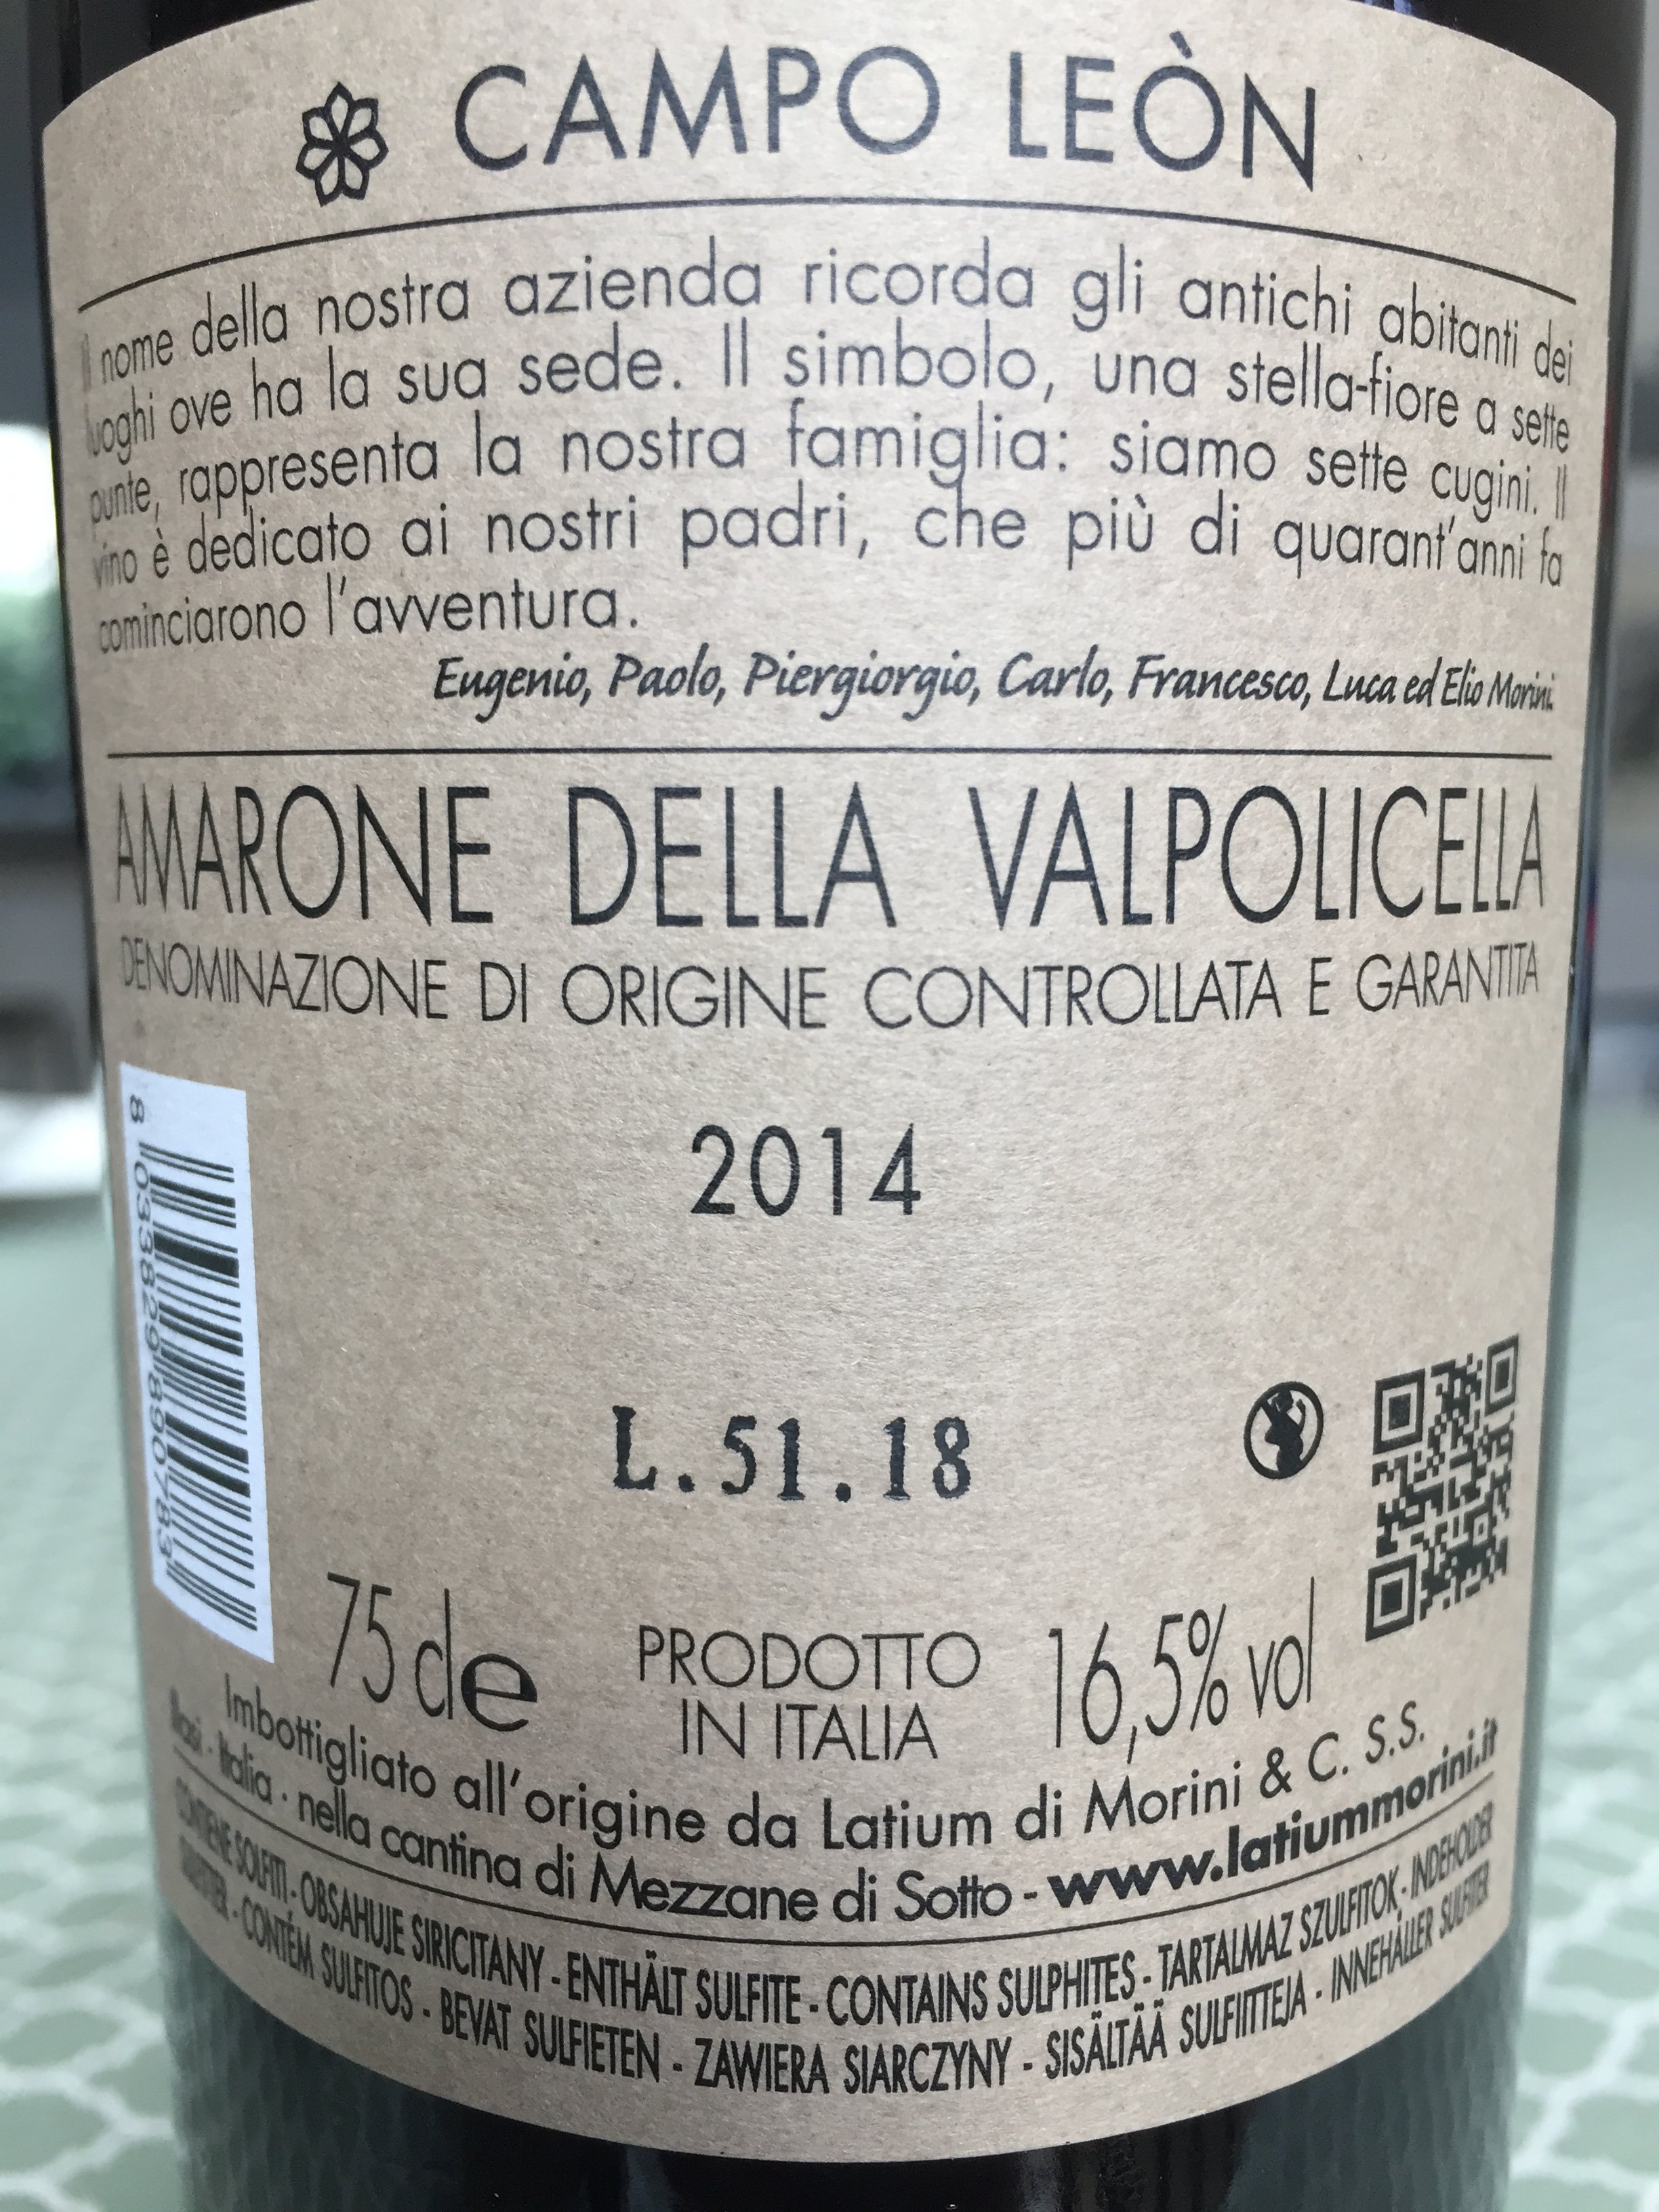 CAMPO LEÒN
Il nome della nostra azienda ricorda gli antichi abitanti dei
luoghi ove ha la sua sede. Il simbolo, una stella-fiore a sette
punte, rappresenta la nostra famiglia: siamo sette cugini. Il
vino è dedicato ai nostri padri, che più di quarant'anni fa
cominciarono l'avventura.
Eugenio, Paolo, Piergiorgio, Carlo, Francesco, Luca ed Elio Morini.
AMARONE DELLA VALPOLICELLA
DENOMINAZIONE DI ORIGINE CONTROLLATA E GARANTITA
2014
8 033829 890783
L.51.18
75 cl e
PRODOTTO
IN ITALIA
16,5% vol
Imbottigliato all'origine da Latium di Morini & C. S.S.
Illasi - Italia - nella cantina di Mezzane di Sotto - www.latiummorini.it
CONTIENE SOLFITI - OBSAHUJE SIRICITANY - ENTHÄLT SULFITE - CONTAINS SULPHITES - TARTALMAZ SZULFITOK - INDEHOLDER
SULFITTER - CONTÉM SULFITOS - BEVAT SULFIETEN - ZAWIERA SIARCZYNY - SISÄLTÄÄ SULFIITTEJA - INNEHÅLLER SULFITER